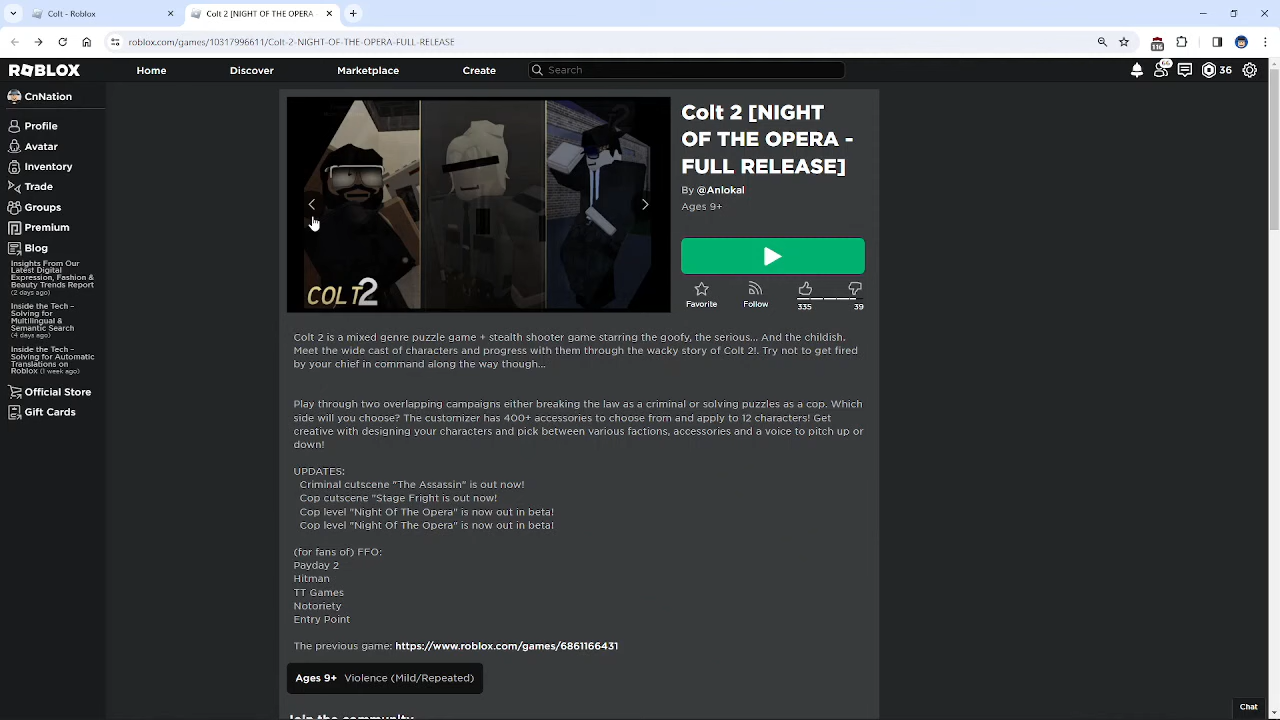 Colt - Roblox
Colt 2 [NIGHT OF THE OPERA
roblox.com/games/10317996611/Colt-2-NIGHT-OF-THE-OPERA-FULL-RELEASE
116
ROBLOX
Home
Discover
Marketplace
Create
Search
66
36
CnNation
Profile
Avatar
Inventory
Trade
Groups
Premium
Blog
Insights From Our
Latest Digital
Expression, Fashion &
Beauty Trends Report
(2 days ago)
Inside the Tech -
Solving for
Multilingual &
Semantic Search
(4 days ago)
Inside the Tech -
Solving for Automatic
Translations on
Roblox (1 week ago)
Official Store
Gift Cards
COLT2
Colt 2 [NIGHT
OF THE OPERA -
FULL RELEASE]
By @Anlokal
Ages 9+
Favorite
Follow
335
39
Colt 2 is a mixed genre puzzle game + stealth shooter game starring the goofy, the serious... And the childish.
Meet the wide cast of characters and progress with them through the wacky story of Colt 2!. Try not to get fired
by your chief in command along the way though...
Play through two overlapping campaigns either breaking the law as a criminal or solving puzzles as a cop. Which
side will you choose? The customizer has 400+ accessories to choose from and apply to 12 characters! Get
creative with designing your characters and pick between various factions, accessories and a voice to pitch up or
down!
UPDATES:
Criminal cutscene "The Assassin" is out now!
Cop cutscene "Stage Fright is out now!
Cop level "Night Of The Opera" is now out in beta!
Cop level "Night Of The Opera" is now out in beta!
(for fans of) FFO:
Payday 2
Hitman
TT Games
Notoriety
Entry Point
The previous game: https://www.roblox.com/games/6861166431
Ages 9+ Violence (Mild/Repeated)
Join the community
Chat